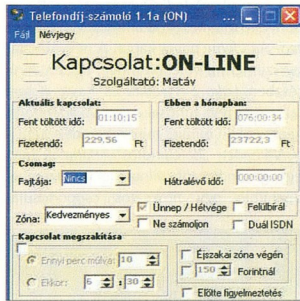 Telefondíj-számoló 1.1a (ON) ...
Fájl Névjegy
Kapcsolat:ON-LINE
Szolgáltató: Matáv
Aktuális kapcsolat:
Fent töltött idő: 01:10:15
Fizetendő: 229.56 Ft
Ebben a hónapban:
Fent töltött idő: 076:00:34
Fizetendő: 23722,3 Ft
Csomag:
Fajtája: Nincs
Hátralévő idő: 000:00:00
Zóna: Kedvezményes
Ünnep / Hétvége
Felülbírál
Ne számoljon
Duál ISDN
Kapcsolat megszakítása
Ennyi perc múlva: 10
Ekkor: 6 : 30
Éjszakai zóna végén
150 Forintnál
Előtte figyelmeztetés